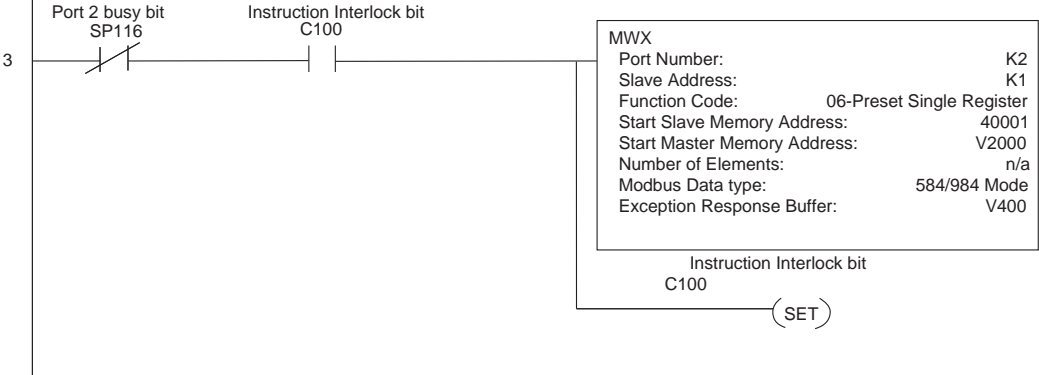 Port 2 busy bit
SP116
Instruction Interlock bit
C100
3
MWX
Port Number: K2
Slave Address: K1
Function Code: 06-Preset Single Register
Start Slave Memory Address: 40001
Start Master Memory Address: V2000
Number of Elements: n/a
Modbus Data type: 584/984 Mode
Exception Response Buffer: V400
Instruction Interlock bit
C100
SET